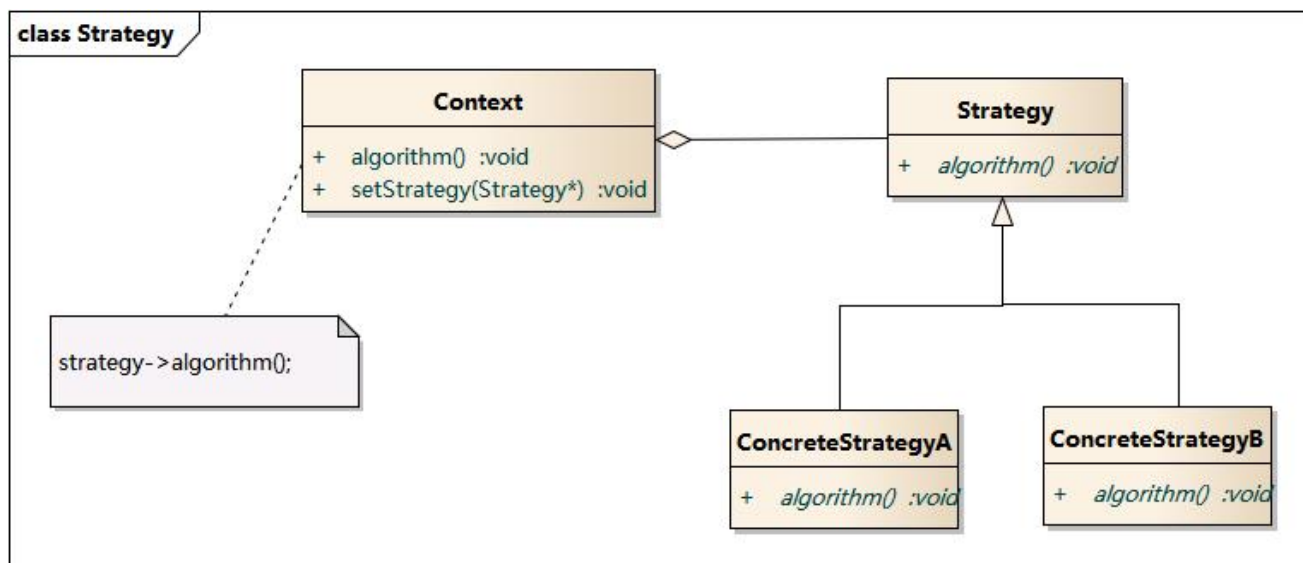 class Strategy
Context
+ algorithm() :void
+ setStrategy(Strategy*) :void
Strategy
+ algorithm() :void
strategy->algorithm();
ConcreteStrategyA
+ algorithm() :void
ConcreteStrategyB
+ algorithm() :void